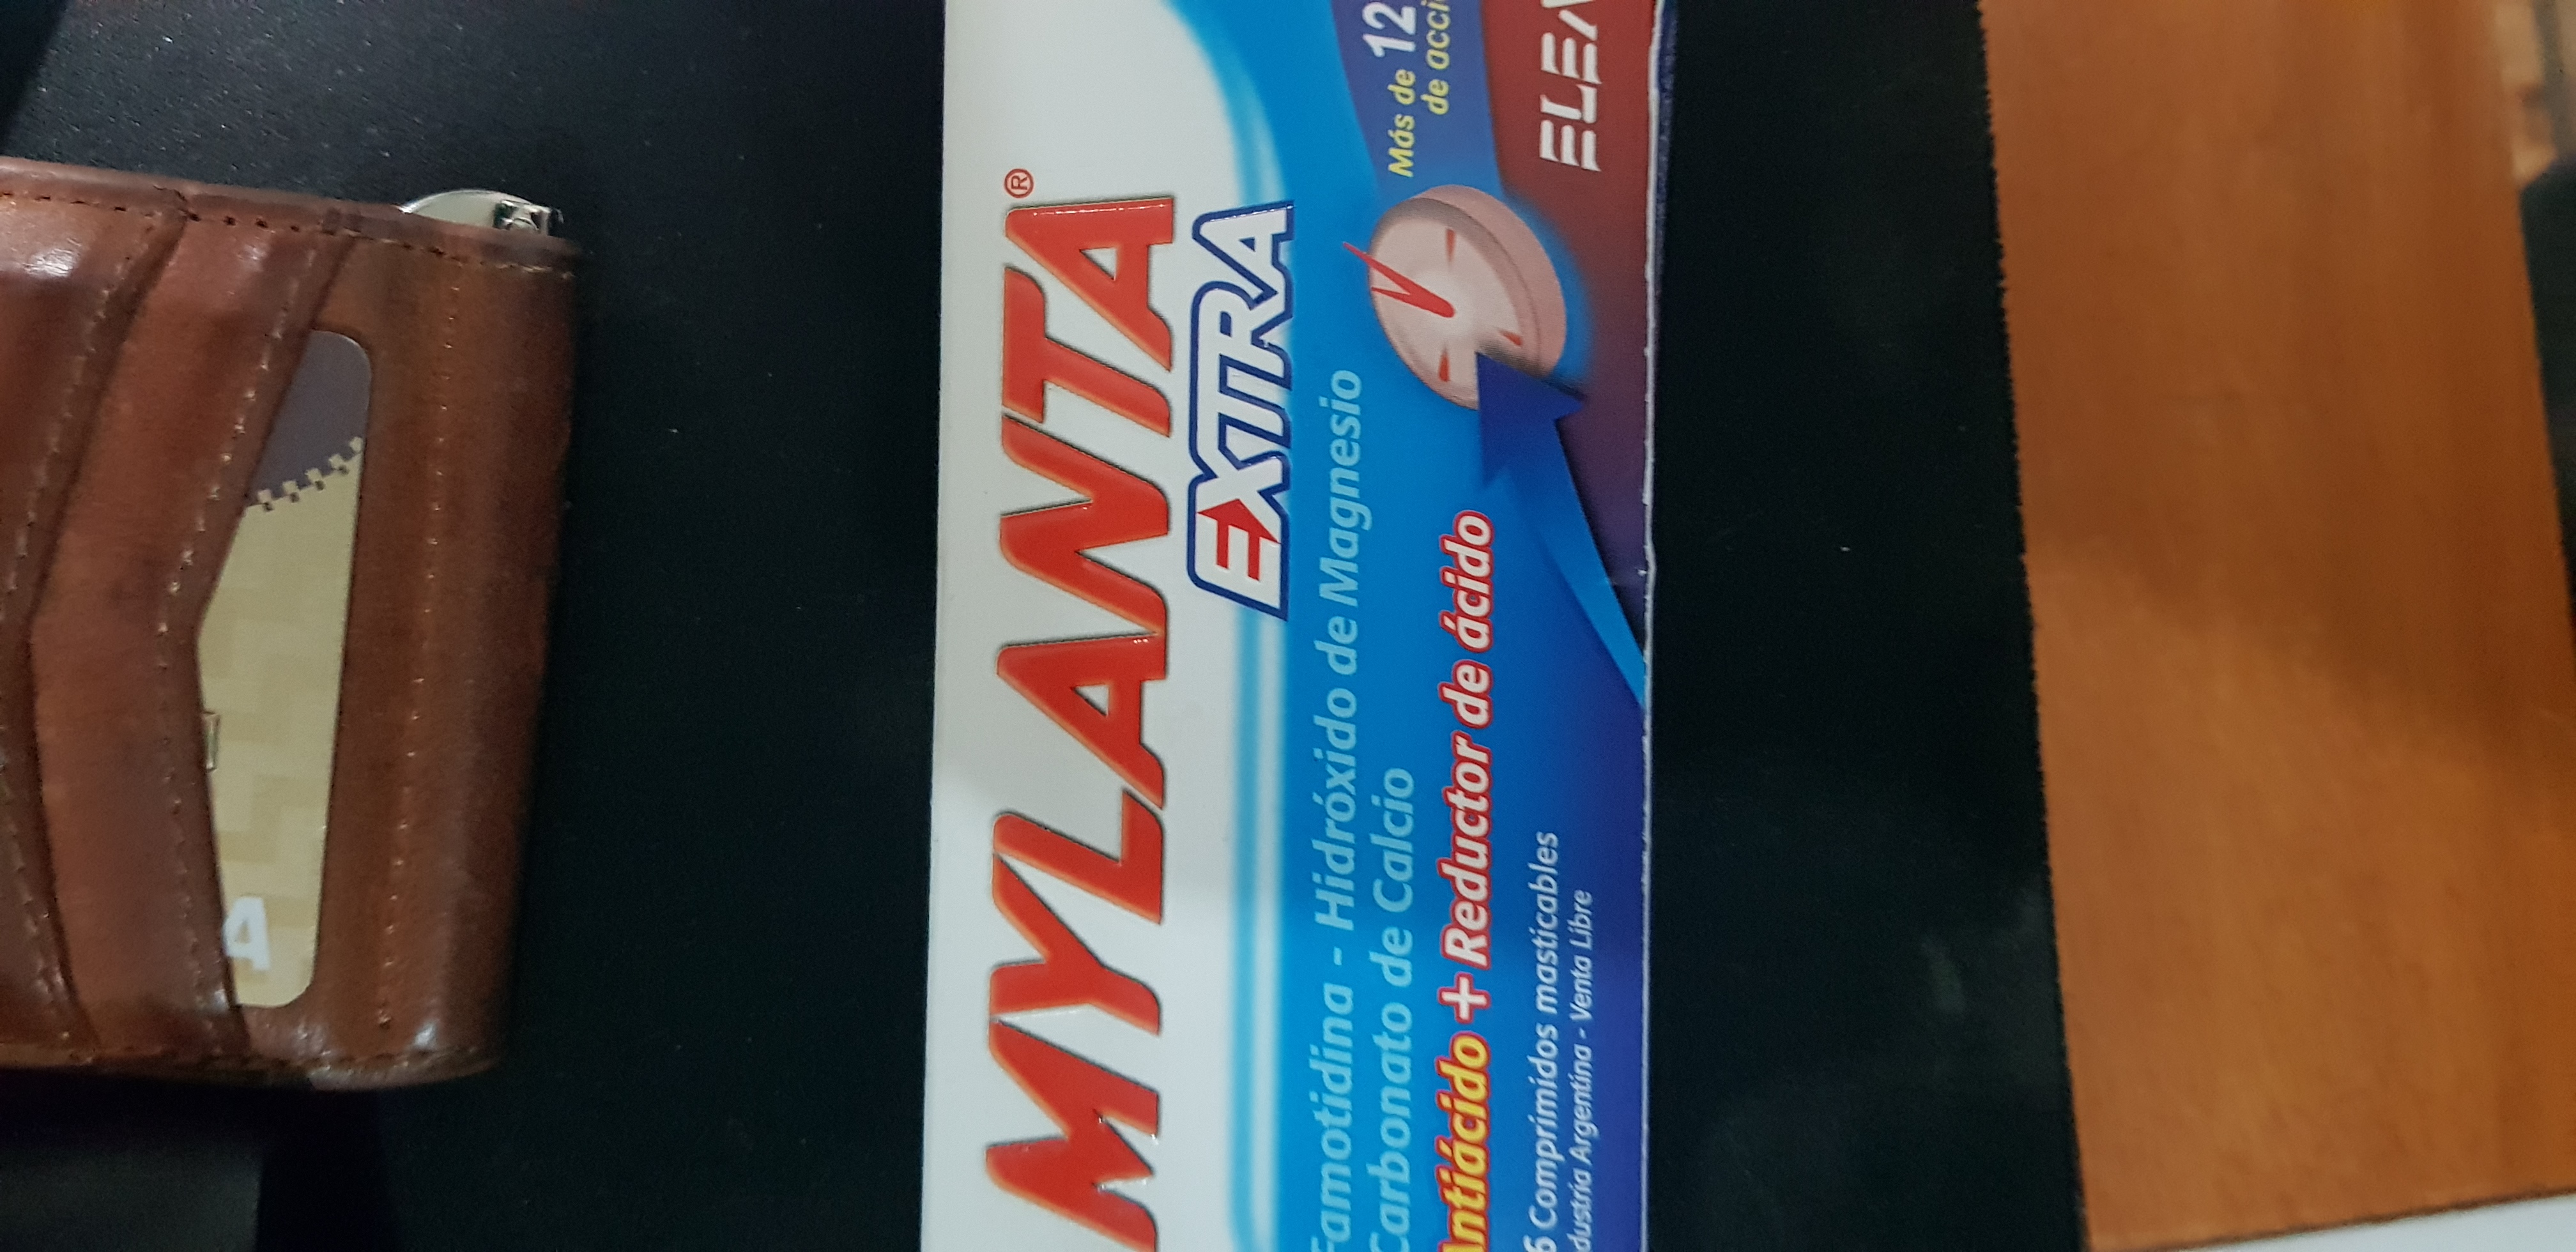 4
MYLANTA®
EXTRA
Famotidina - Hidróxido de Magnesio
Carbonato de Calcio
Antiácido + Reductor de ácido
Más de 12
de acci
6 Comprimidos masticables
dustria Argentina - Venta Libre
ELEA